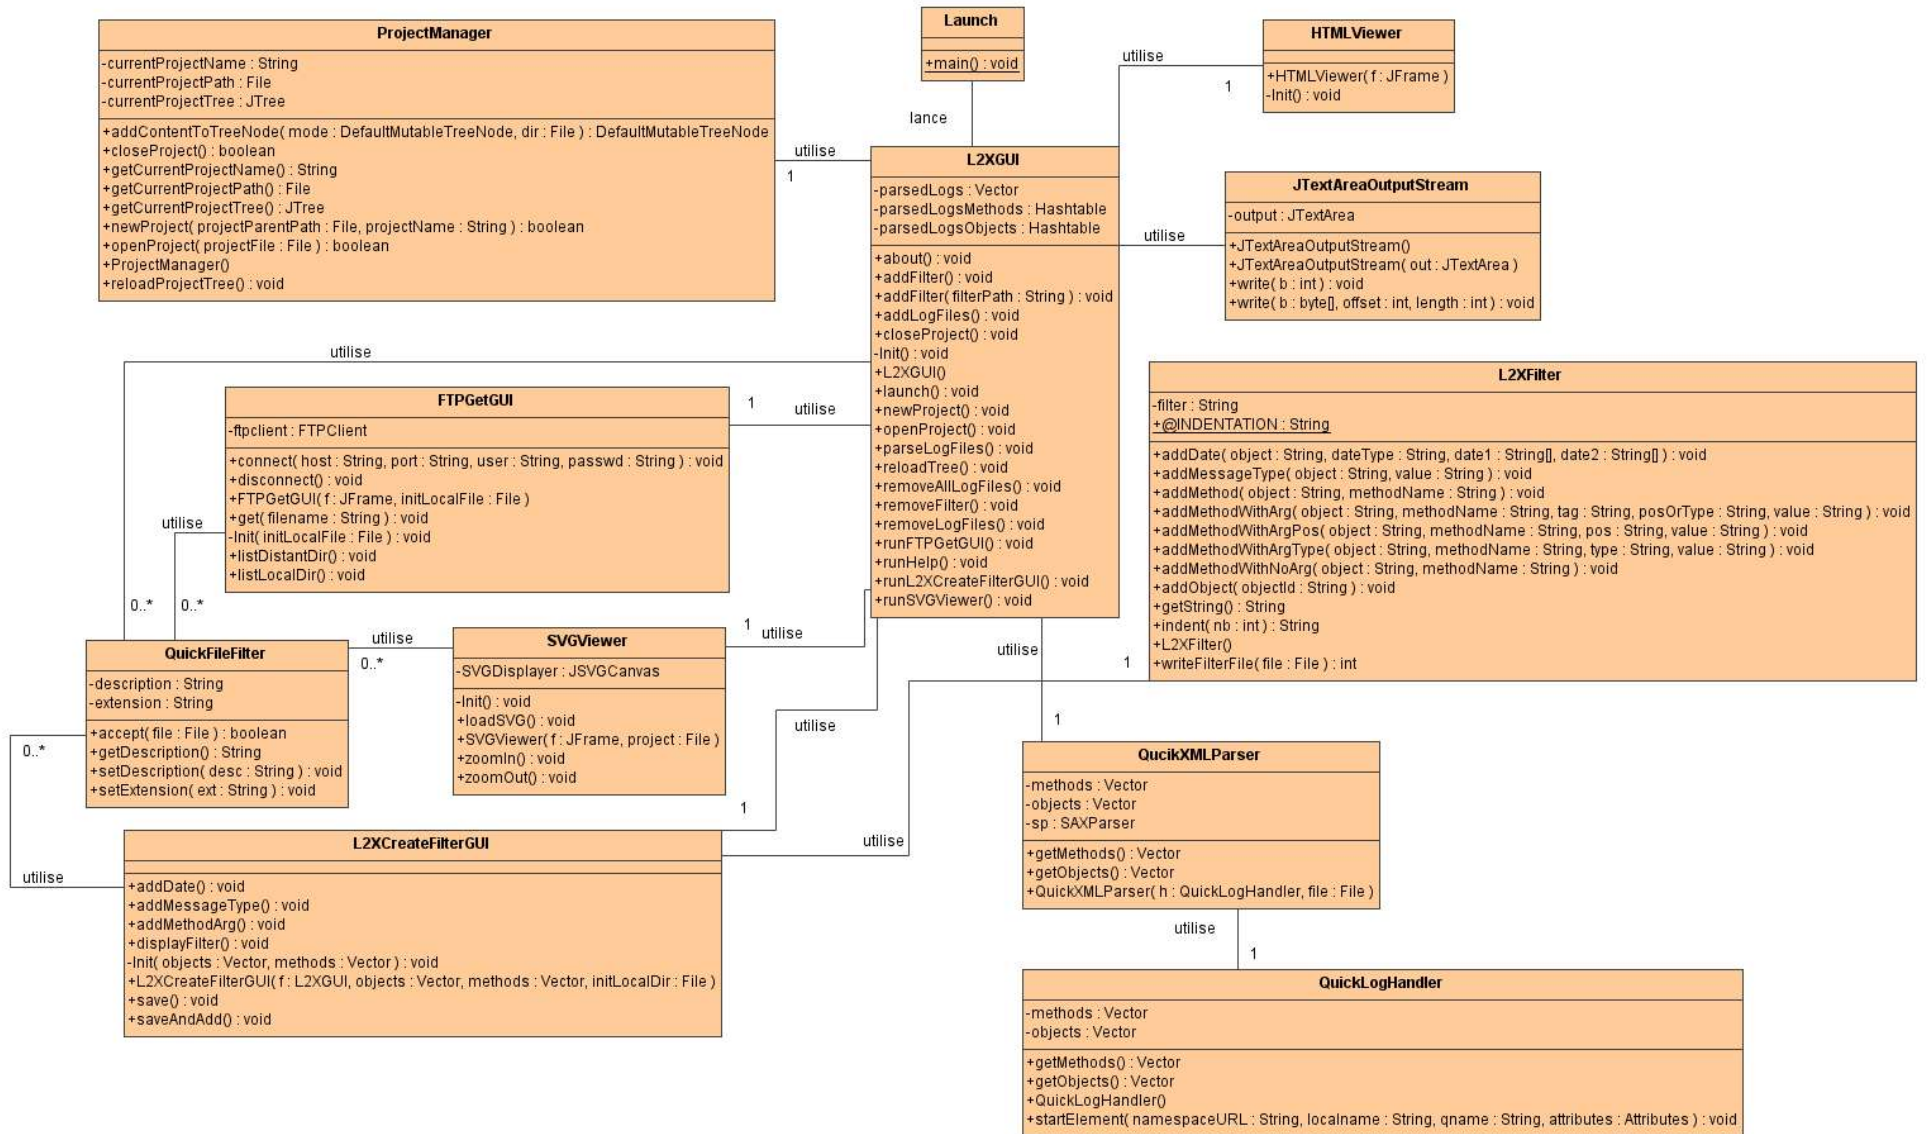 Launch
+main() : void
lance
ProjectManager
-currentProjectName : String
-currentProjectPath : File
-currentProjectTree : JTree
+addContentToTreeNode( mode : DefaultMutableTreeNode, dir : File ) : DefaultMutableTreeNode
+closeProject() : boolean
+getCurrentProjectName() : String
+getCurrentProjectPath() : File
+getCurrentProjectTree() : JTree
+newProject( projectParentPath : File, projectName : String ) : boolean
+openProject( projectFile : File ) : boolean
+ProjectManager()
+reloadProjectTree() : void
utilise
1
HTMLViewer
+HTMLViewer( f : JFrame )
-Init() : void
utilise
1
L2XGUI
-parsedLogs : Vector
-parsedLogsMethods : Hashtable
-parsedLogsObjects : Hashtable
+about() : void
+addFilter() : void
+addFilter( filterPath : String ) : void
+addLogFiles() : void
+closeProject() : void
-Init() : void
+L2XGUI()
+launch() : void
+newProject() : void
+openProject() : void
+parseLogFiles() : void
+reloadTree() : void
+removeAllLogFiles() : void
+removeFilter() : void
+removeLogFiles() : void
+runFTPGetGUI() : void
+runHelp() : void
+runL2XCreateFilterGUI() : void
+runSVGViewer() : void
JTextAreaOutputStream
-output : JTextArea
+JTextAreaOutputStream()
+JTextAreaOutputStream( out : JTextArea )
+write( b : int ) : void
+write( b : byte[], offset : int, length : int ) : void
utilise
utilise
FTPGetGUI
-ftpclient : FTPClient
+connect( host : String, port : String, user : String, passwd : String ) : void
+disconnect() : void
+FTPGetGUI( f : JFrame, initLocalFile : File )
+get( filename : String ) : void
-Init( initLocalFile : File ) : void
+listDistantDir() : void
+listLocalDir() : void
1
utilise
utilise
0..*
0..*
L2XFilter
-filter : String
+@INDENTATION : String
+addDate( object : String, dateType : String, date1 : String[], date2 : String[] ) : void
+addMessageType( object : String, value : String ) : void
+addMethod( object : String, methodName : String ) : void
+addMethodWithArg( object : String, methodName : String, tag : String, posOrType : String, value : String ) : void
+addMethodWithArgPos( object : String, methodName : String, pos : String, value : String ) : void
+addMethodWithArgType( object : String, methodName : String, type : String, value : String ) : void
+addMethodWithNoArg( object : String, methodName : String ) : void
+addObject( objectId : String ) : void
+getString() : String
+indent( nb : int ) : String
+L2XFilter()
+writeFilterFile( file : File ) : int
1
QuickFileFilter
-description : String
-extension : String
+accept( file : File ) : boolean
+getDescription() : String
+setDescription( desc : String ) : void
+setExtension( ext : String ) : void
utilise
0..*
SVGViewer
-SVGDisplayer : JSVGCanvas
-Init() : void
+loadSVG() : void
+SVGViewer( f : JFrame, project : File )
+zoomIn() : void
+zoomOut() : void
1
utilise
utilise
1
utilise
1
utilise
0..*
utilise
L2XCreateFilterGUI
+addDate() : void
+addMessageType() : void
+addMethodArg() : void
+displayFilter() : void
-Init( objects : Vector, methods : Vector ) : void
+L2XCreateFilterGUI( f : L2XGUI, objects : Vector, methods : Vector, initLocalDir : File )
+save() : void
+saveAndAdd() : void
QucikXMLParser
-methods : Vector
-objects : Vector
-sp : SAXParser
+getMethods() : Vector
+getObjects() : Vector
+QuickXMLParser( h : QuickLogHandler, file : File )
utilise
1
QuickLogHandler
-methods : Vector
-objects : Vector
+getMethods() : Vector
+getObjects() : Vector
+QuickLogHandler()
+startElement( namespaceURL : String, localname : String, qname : String, attributes : Attributes ) : void